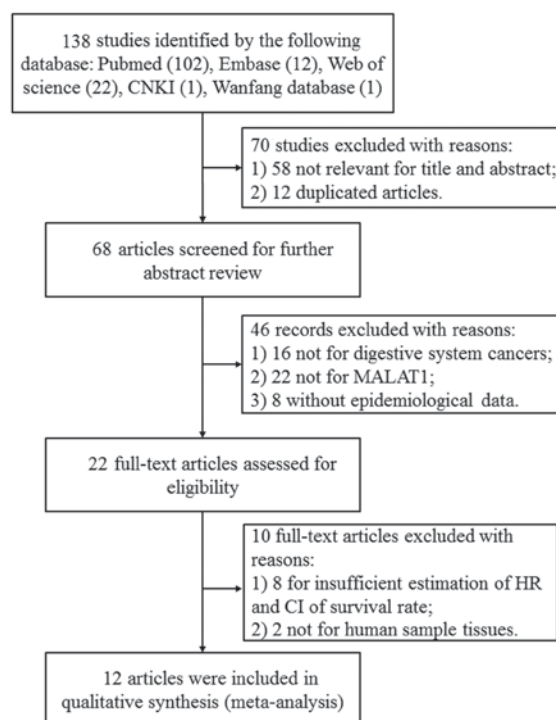 138 studies identified by the following
database: Pubmed (102), Embase (12), Web of
science (22), CNKI (1), Wanfang database (1)
70 studies excluded with reasons:
1) 58 not relevant for title and abstract;
2) 12 duplicated articles.
68 articles screened for further
abstract review
46 records excluded with reasons:
1) 16 not for digestive system cancers;
2) 22 not for MALAT1;
3) 8 without epidemiological data.
22 full-text articles assessed for
eligibility
10 full-text articles excluded with
reasons:
1) 8 for insufficient estimation of HR
and CI of survival rate;
2) 2 not for human sample tissues.
12 articles were included in
qualitative synthesis (meta-analysis)